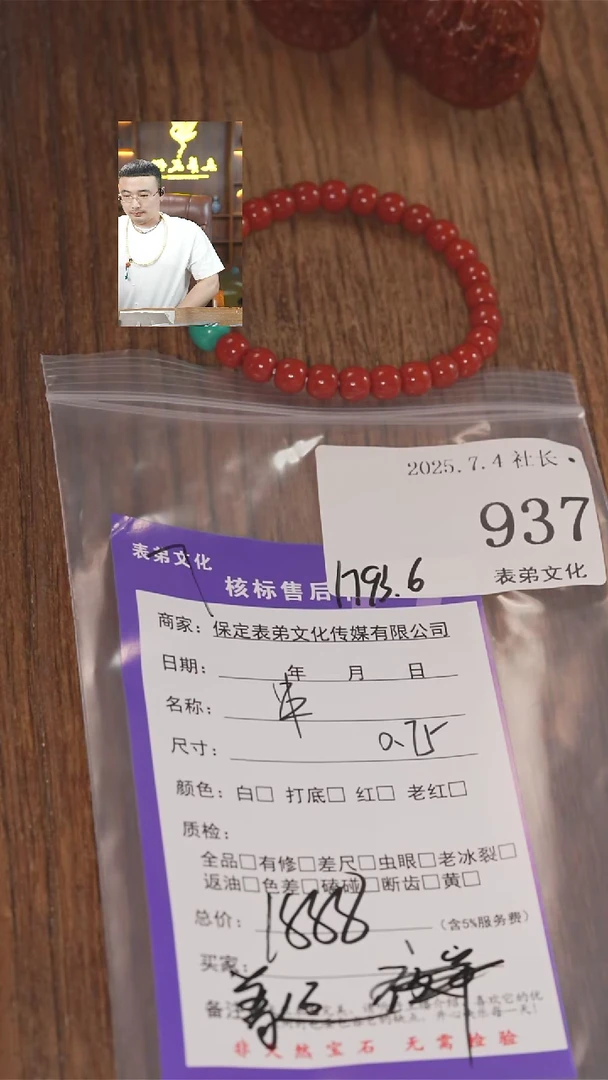 2025.7.4 社长
937
表弟文化
1793.6
表弟文化
核标售后
商家：保定表弟文化传媒有限公司
日期： 年 月 日
名称：
尺寸： 0.75
颜色：白□ 打底□ 红□ 老红□
质检：
全品□有修□差尺□虫眼□老冰裂□
返油□色差□磕碰□断齿□黄□
总价：1888（含5%服务费）
买家：
备注
非天然宝石 无需检验